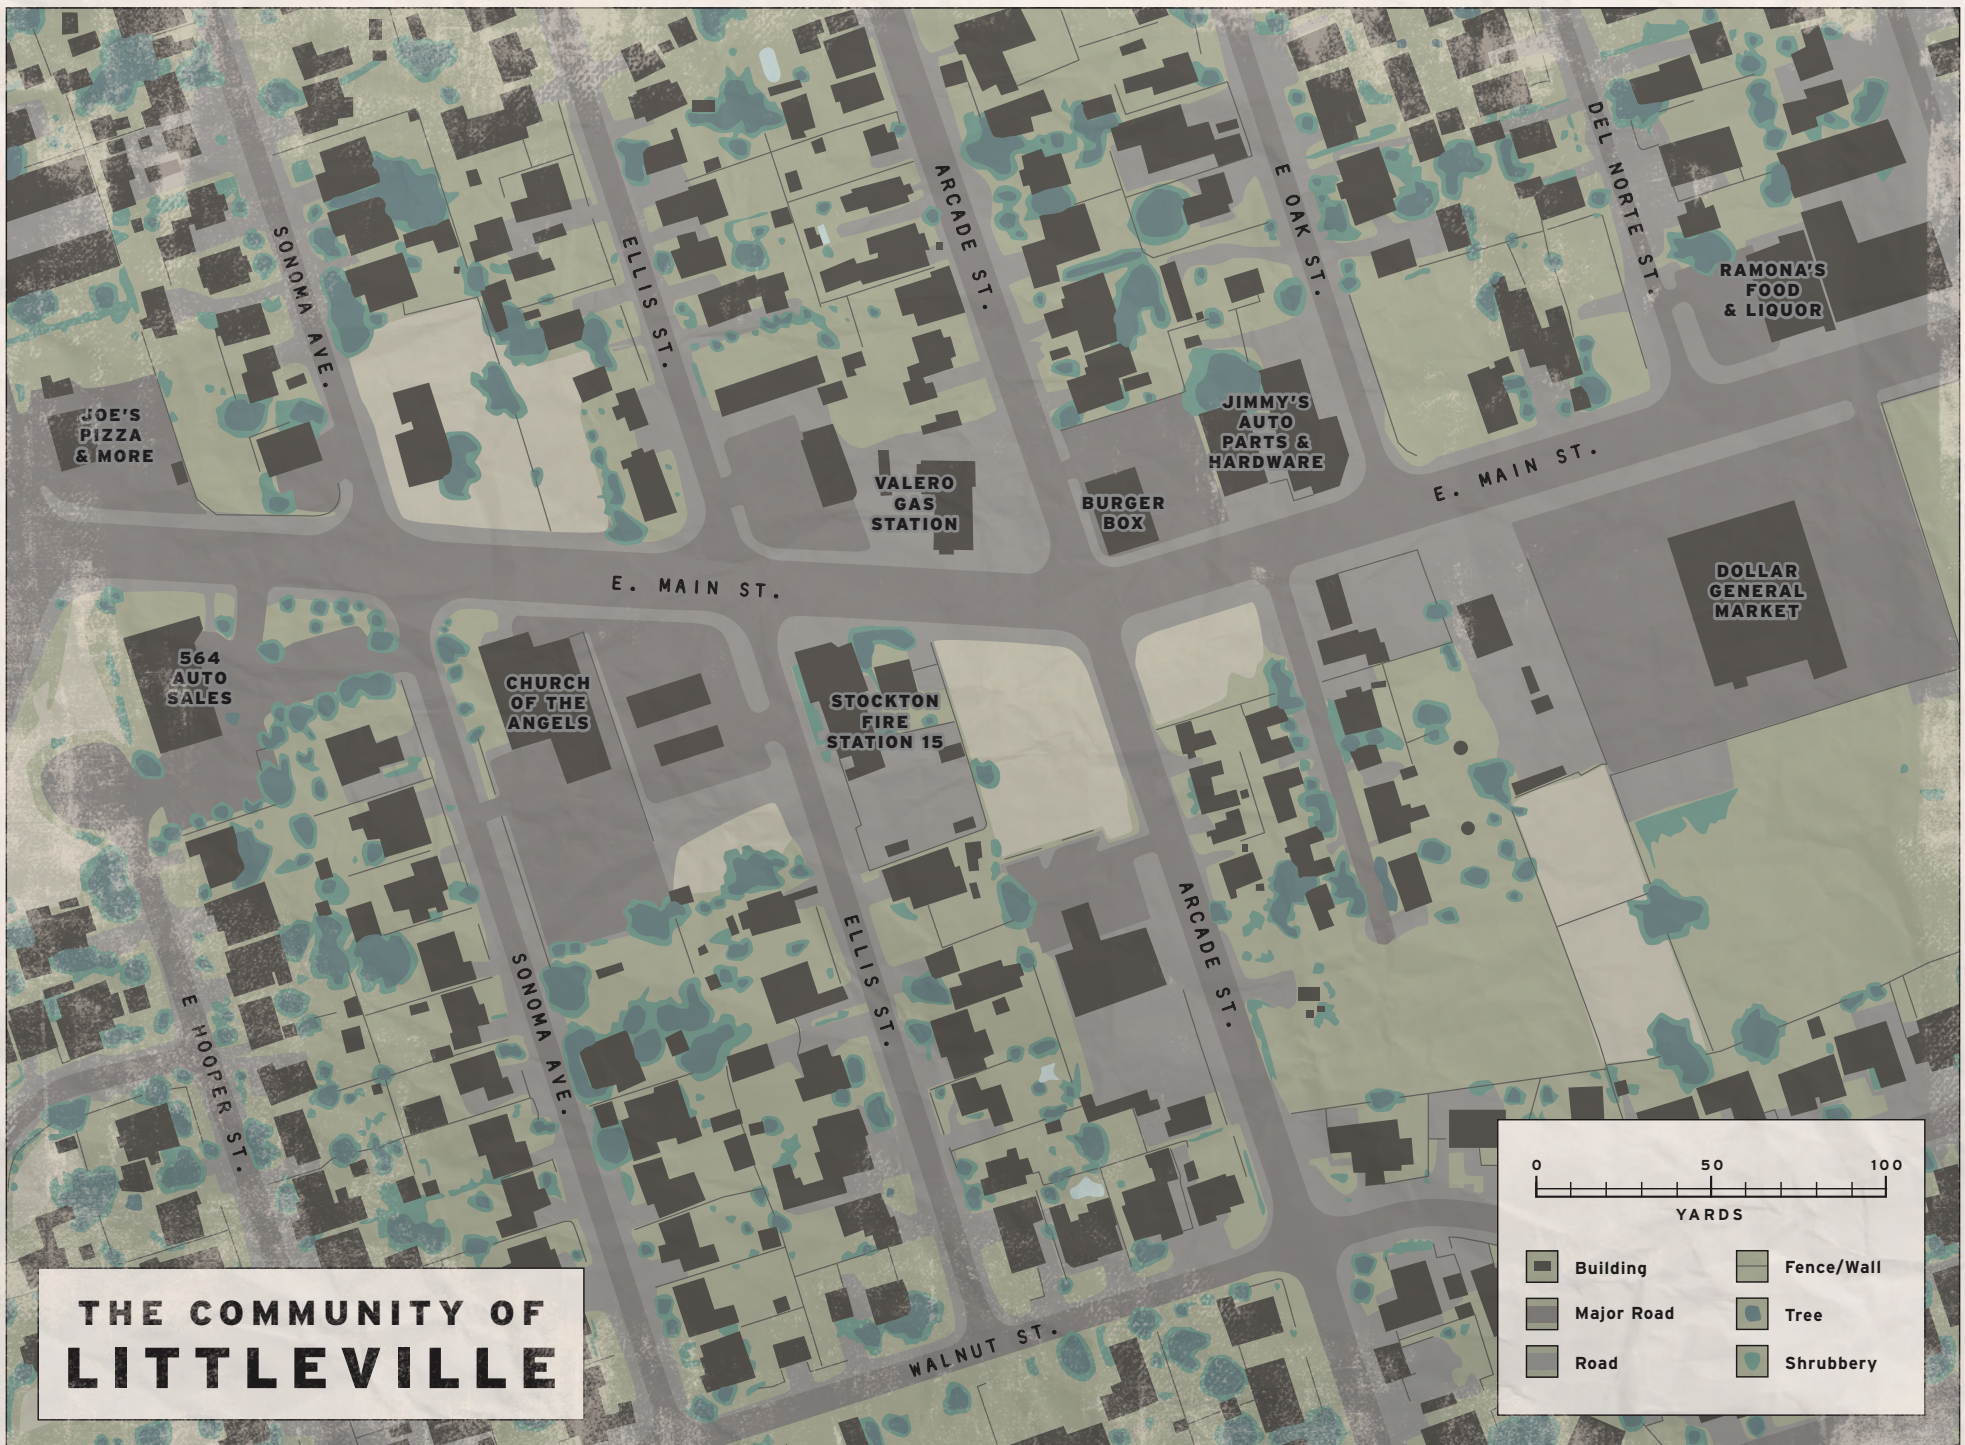 SONOMA AVE.
ELLIS ST.
ARCADE ST.
E OAK ST.
DEL NORTE ST.
RAMONA'S
FOOD
& LIQUOR
JOE'S
PIZZA
& MORE
JIMMY'S
AUTO
PARTS &
HARDWARE
VALERO
GAS
STATION
BURGER
BOX
E. MAIN ST.
E. MAIN ST.
DOLLAR
GENERAL
MARKET
564
AUTO
SALES
CHURCH
OF THE
ANGELS
STOCKTON
FIRE
STATION 15
SONOMA AVE.
ELLIS ST.
ARCADE ST.
E HOOPER ST.
WALNUT ST.
THE COMMUNITY OF
LITTLEVILLE
0 50 100
YARDS
Building
Major Road
Road
Fence/Wall
Tree
Shrubbery